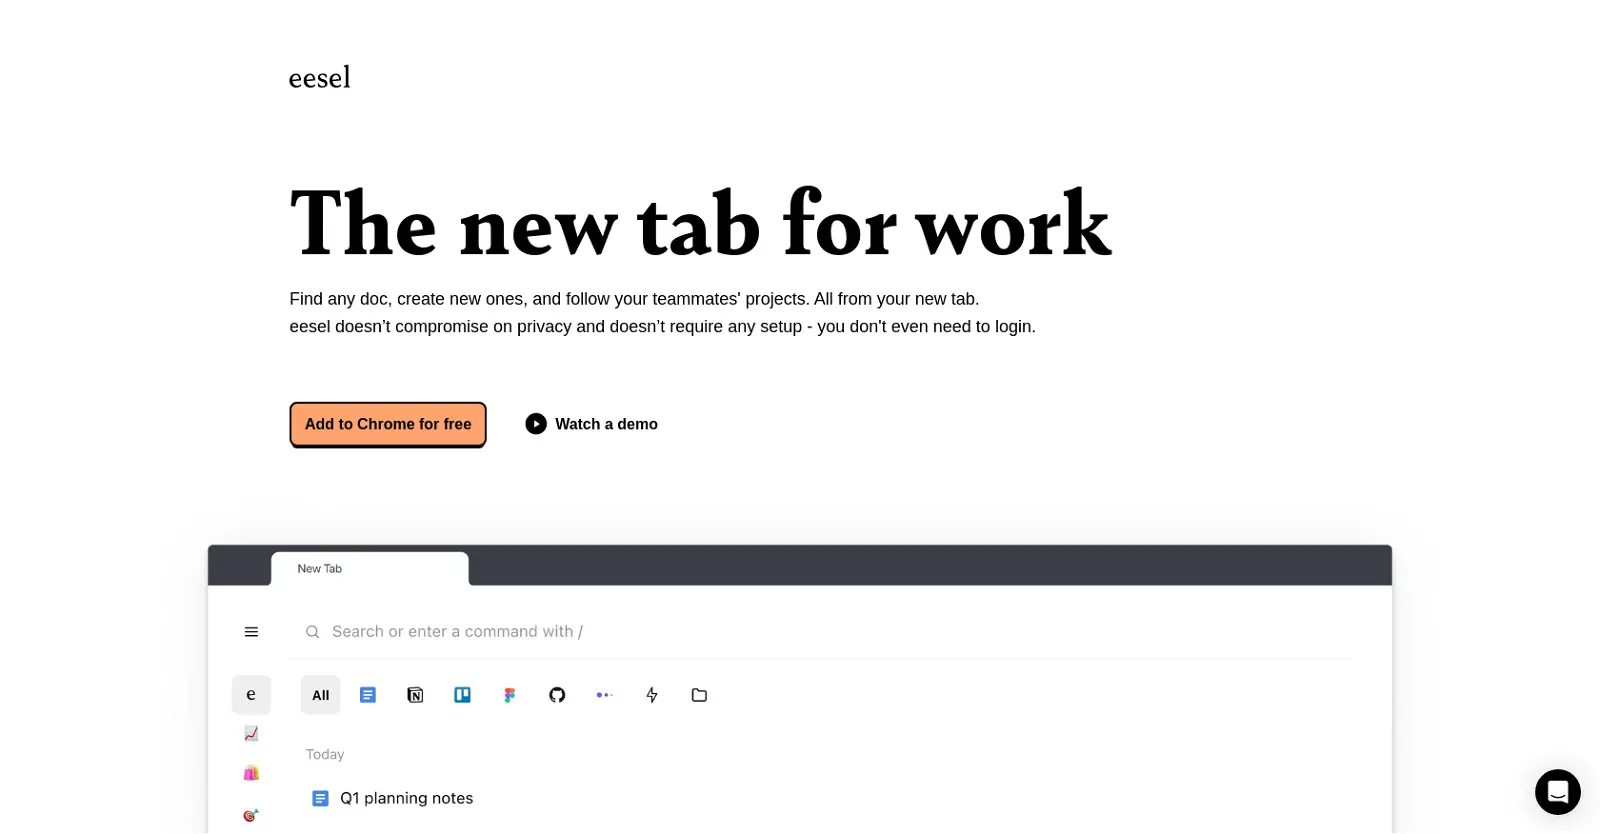 eesel
The new tab for work
Find any doc, create new ones, and follow your teammates' projects. All from your new tab.
eesel doesn’t compromise on privacy and doesn’t require any setup - you don't even need to login.
Add to Chrome for free
Watch a demo
New Tab
Search or enter a command with /
e
All
Today
Q1 planning notes